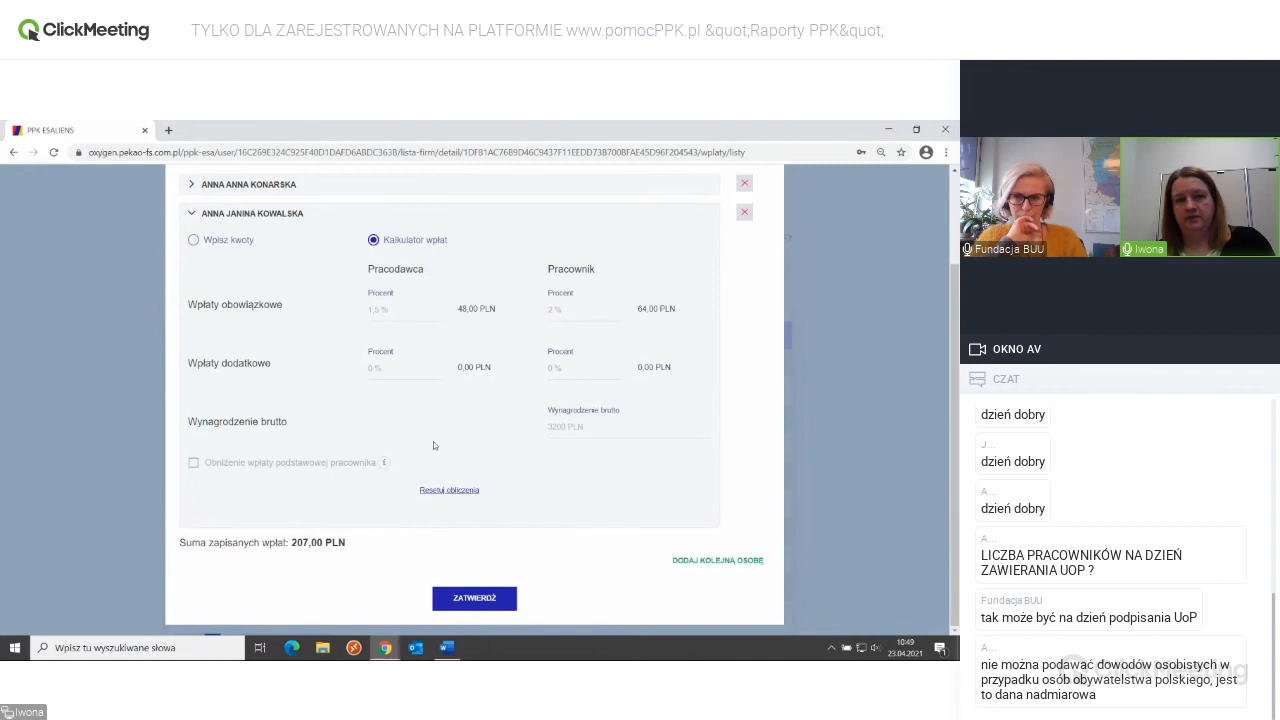 ClickMeeting
TYLKO DLA ZAREJESTROWANYCH NA PLATFORMIE www.pomocPPK.pl &quot;Raporty PPK&quot;
PPK ESALIENS
oxygen.pekao-fs.com.pl/ppk-esa/user/16C269E324C925F40D1DAFD6ABDC363B/lista-firm/detail/1DF81AC76B9D46C9437F11EEDD73B700BFAE45D96F204543/wplaty/listy
ANNA ANNA KONARSKA
ANNA JANINA KOWALSKA
Wpisz kwoty
Kalkulator wpłat
Pracodawca
Pracownik
Procent
Procent
Wpłaty obowiązkowe
1,5 %
48,00 PLN
2 %
64,00 PLN
Procent
Procent
Wpłaty dodatkowe
0 %
0,00 PLN
0 %
0,00 PLN
Wynagrodzenie brutto
Wynagrodzenie brutto
3200 PLN
Obniżenie wpłaty podstawowej pracownika
Resetuj obliczenia
Suma zapisanych wpłat: 207,00 PLN
DODAJ KOLEJNĄ OSOBĘ
ZATWIERDŹ
Wpisz tu wyszukiwane słowa
10:49
23.04.2021
Iwona
Fundacja BUU
Iwona
OKNO AV
CZAT
dzień dobry
J...
dzień dobry
A...
dzień dobry
A...
LICZBA PRACOWNIKÓW NA DZIEŃ
ZAWIERANIA UOP ?
Fundacja BUU
tak może być na dzień podpisania UoP
A...
nie można podawać dowodów osobistych w
przypadku osób obywatelstwa polskiego, jest
to dana nadmiarowa
ClickMeeting